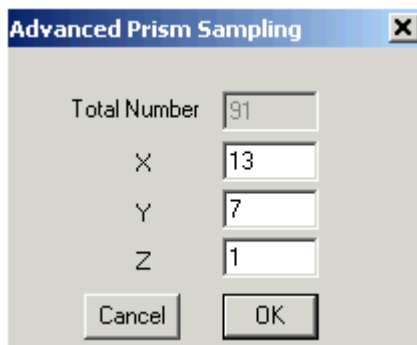 Advanced Prism Sampling
Total Number 91
X 13
Y 7
Z 1
Cancel OK